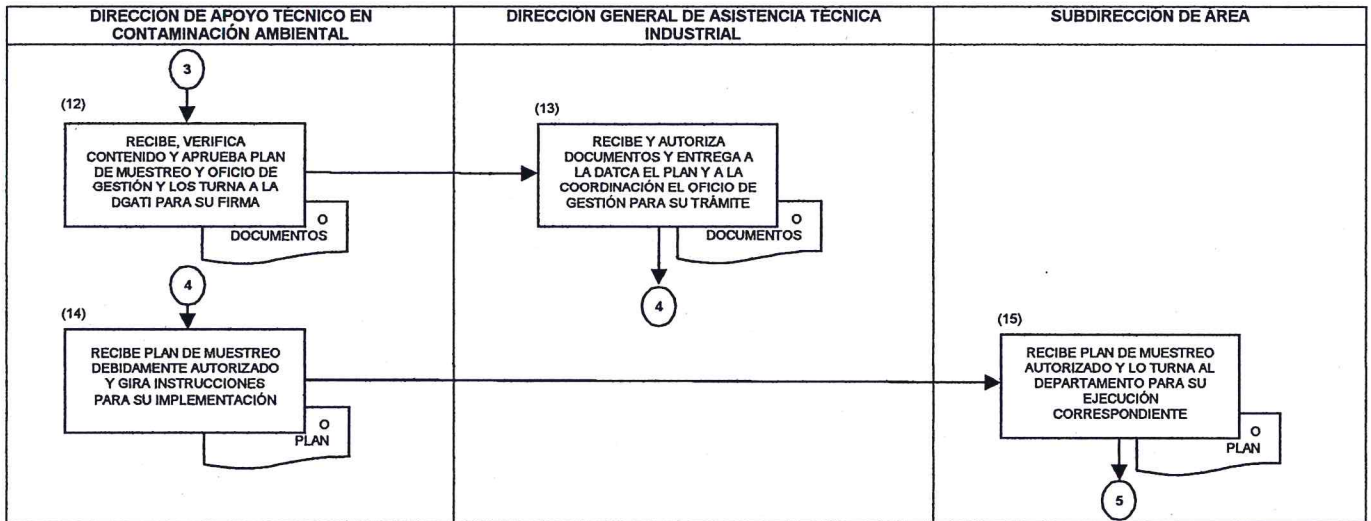 DIRECCIÓN DE APOYO TÉCNICO EN
CONTAMINACIÓN AMBIENTAL
DIRECCIÓN GENERAL DE ASISTENCIA TÉCNICA
INDUSTRIAL
SUBDIRECCIÓN DE ÁREA
3
(12)
RECIBE, VERIFICA
CONTENIDO Y APRUEBA PLAN
DE MUESTREO Y OFICIO DE
GESTIÓN Y LOS TURNA A LA
DGATI PARA SU FIRMA
O
DOCUMENTOS
(13)
RECIBE Y AUTORIZA
DOCUMENTOS Y ENTREGA A
LA DATCA EL PLAN Y A LA
COORDINACIÓN EL OFICIO DE
GESTIÓN PARA SU TRÁMITE
O
DOCUMENTOS
4
4
(14)
RECIBE PLAN DE MUESTREO
DEBIDAMENTE AUTORIZADO
Y GIRA INSTRUCCIONES
PARA SU IMPLEMENTACIÓN
O
PLAN
(15)
RECIBE PLAN DE MUESTREO
AUTORIZADO Y LO TURNA AL
DEPARTAMENTO PARA SU
EJECUCIÓN
CORRESPONDIENTE
O
PLAN
5